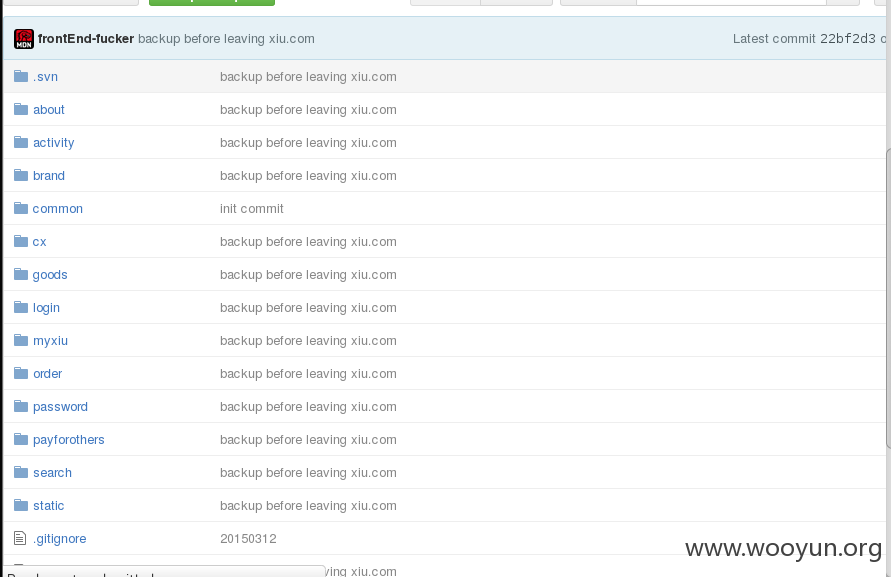 frontEnd-fucker backup before leaving xiu.com Latest commit 22bf2d3
.svn backup before leaving xiu.com
about backup before leaving xiu.com
activity backup before leaving xiu.com
brand backup before leaving xiu.com
common init commit
cx backup before leaving xiu.com
goods backup before leaving xiu.com
login backup before leaving xiu.com
myxiu backup before leaving xiu.com
order backup before leaving xiu.com
password backup before leaving xiu.com
payforothers backup before leaving xiu.com
search backup before leaving xiu.com
static backup before leaving xiu.com
.gitignore 20150312
www.wooyun.org
leaving xiu.com